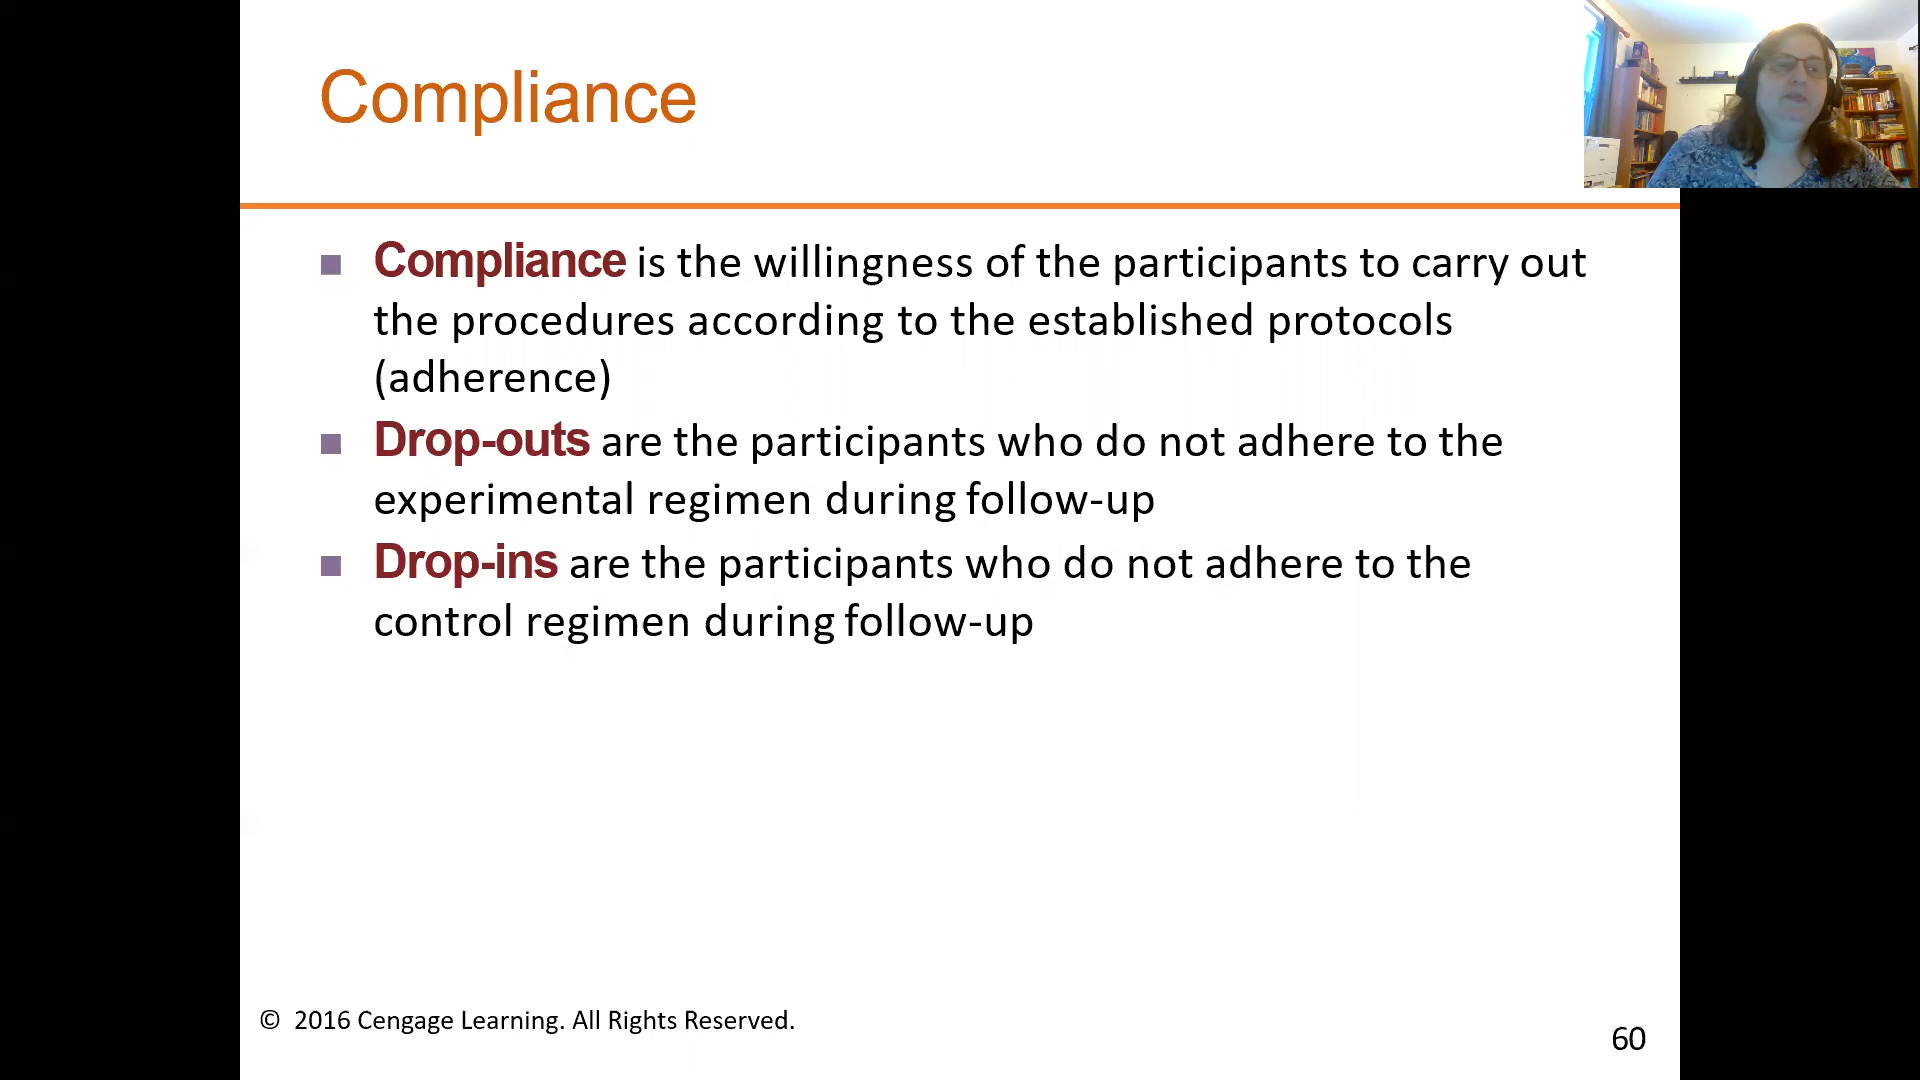 Compliance
Compliance is the willingness of the participants to carry out
the procedures according to the established protocols
(adherence)
Drop-outs are the participants who do not adhere to the
experimental regimen during follow-up
Drop-ins are the participants who do not adhere to the
control regimen during follow-up
© 2016 Cengage Learning. All Rights Reserved.
60